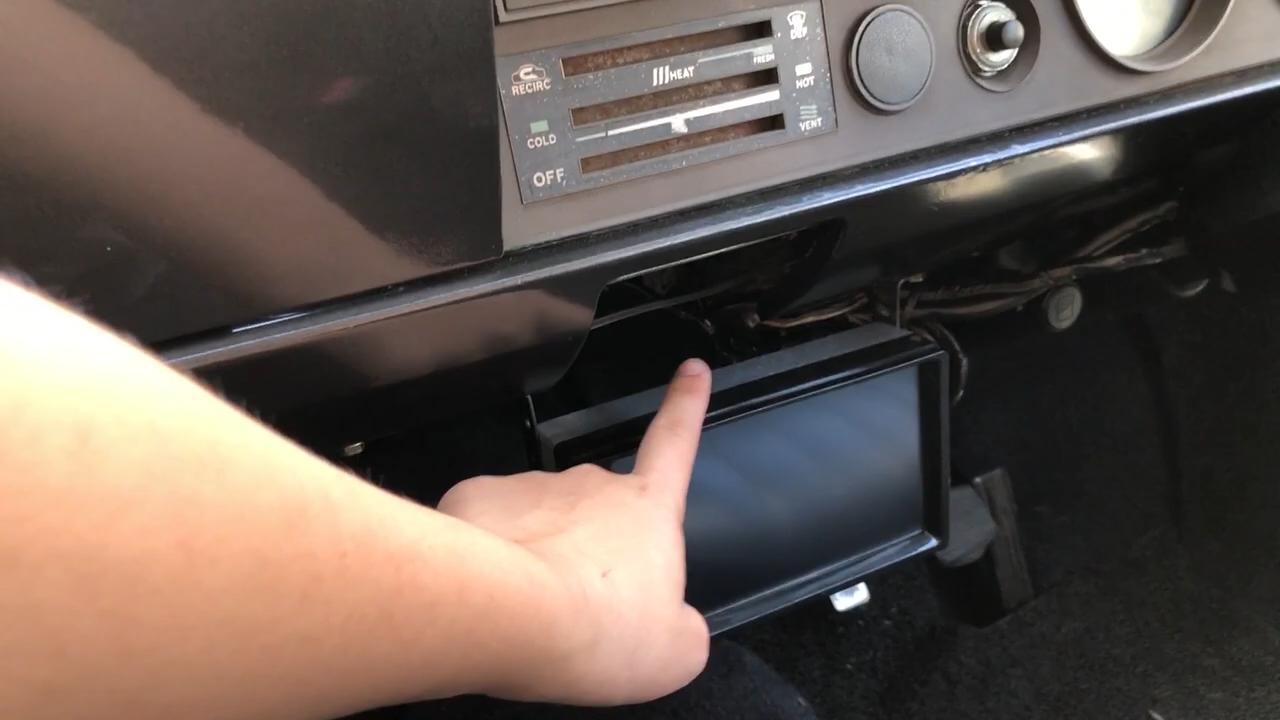 DEF
FRESH
HEAT
RECIRC
HOT
COLD
VENT
OFF